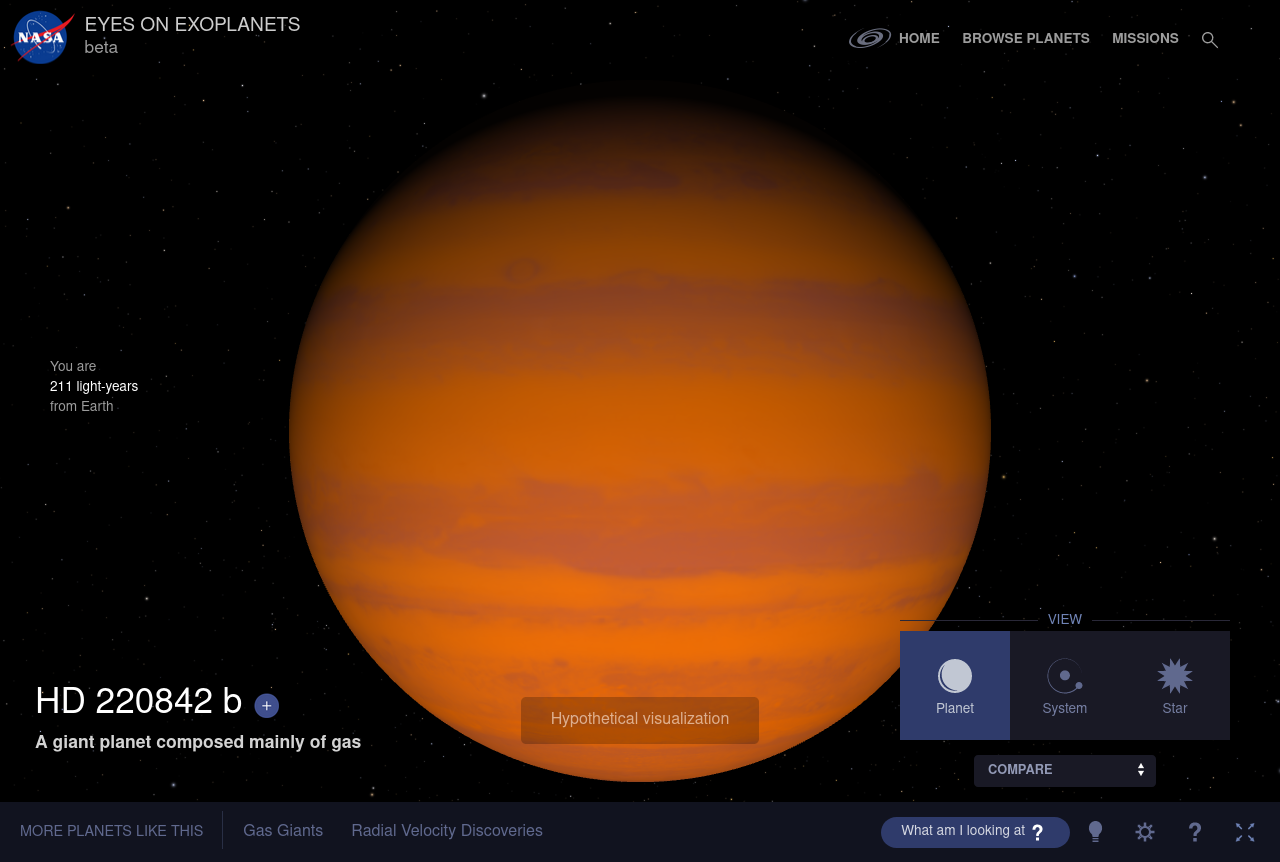 NASA
EYES ON EXOPLANETS
beta
HOME
BROWSE PLANETS
MISSIONS
You are
211 light-years
from Earth
VIEW
Planet
System
Star
HD 220842 b +
A giant planet composed mainly of gas
Hypothetical visualization
COMPARE
MORE PLANETS LIKE THIS
Gas Giants
Radial Velocity Discoveries
What am I looking at ?
?